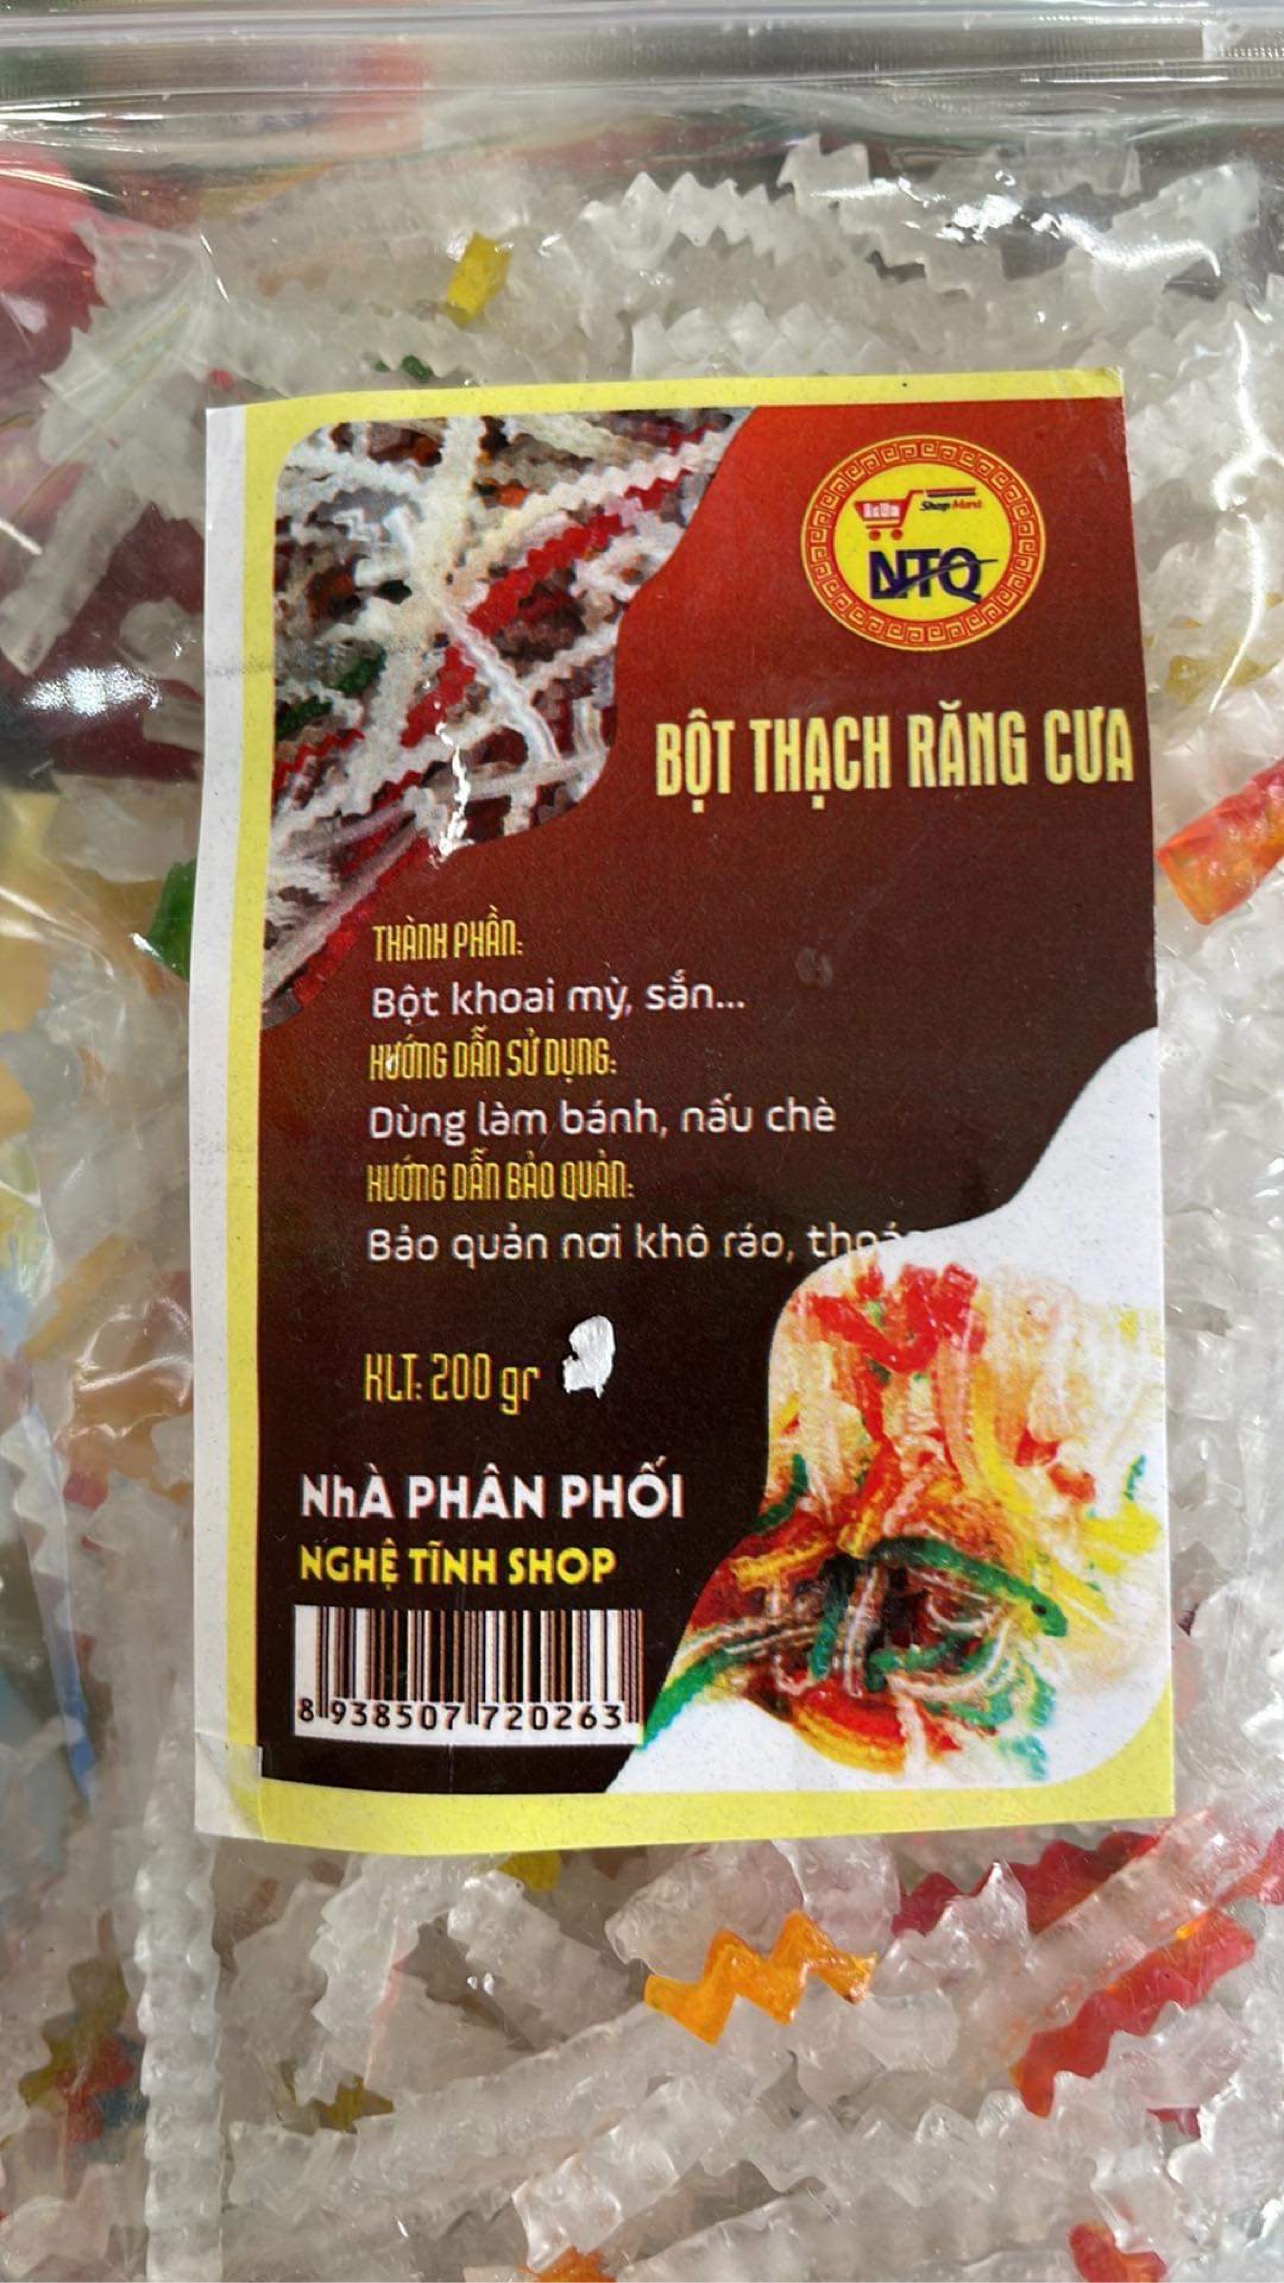 Shop Mart
NTQ
BỘT THẠCH RĂNG CƯA
THÀNH PHẦN:
Bột khoai mỳ, sắn...
HƯỚNG DẪN SỬ DỤNG:
Dùng làm bánh, nấu chè
HƯỚNG DẪN BẢO QUẢN:
Bảo quản nơi khô ráo,
KLT: 200 gr
NhÀ PHÂN PHỐI
NGHỆ TĨNH SHOP
8 938507 720263